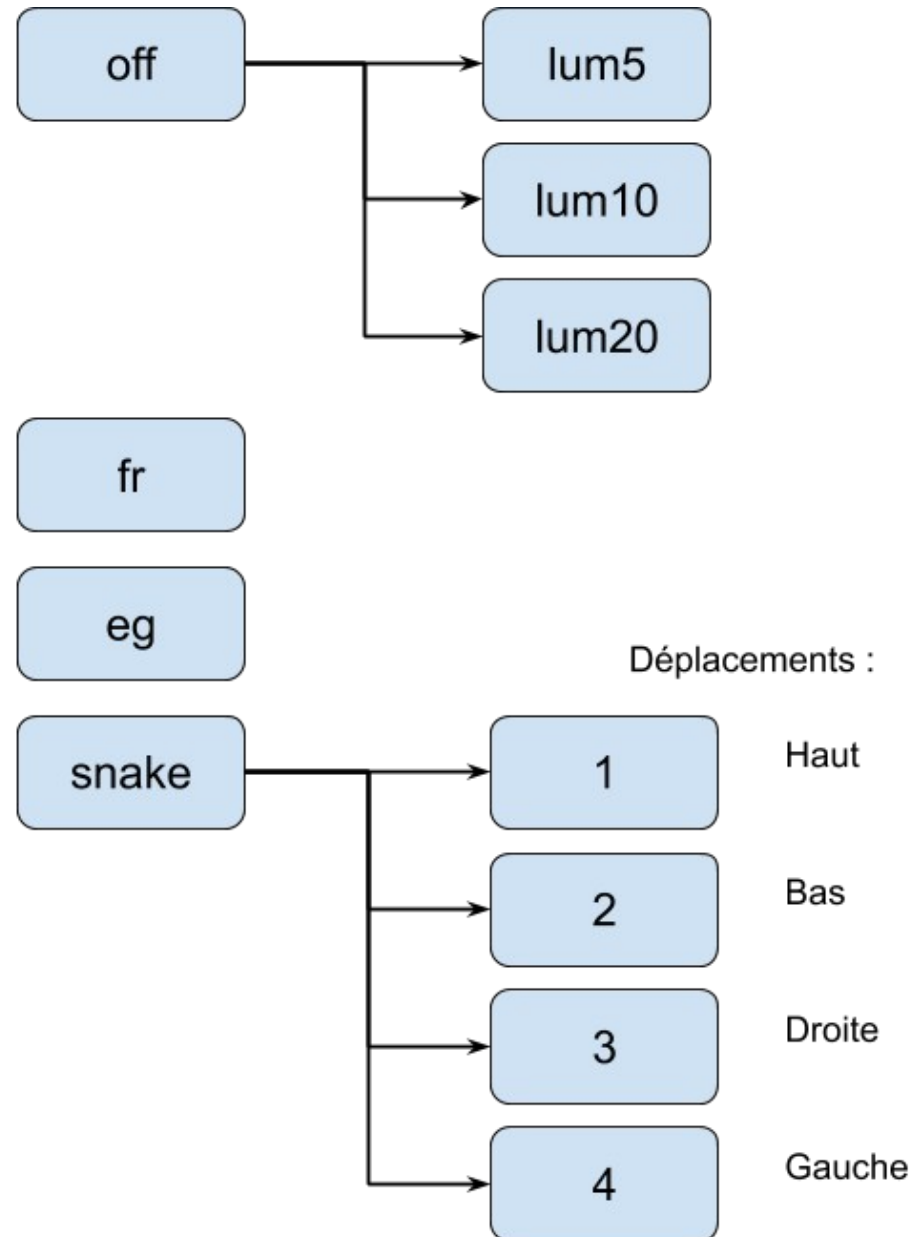 off
lum5
lum10
lum20
fr
eg
Déplacements :
snake
1
Haut
2
Bas
3
Droite
4
Gauche